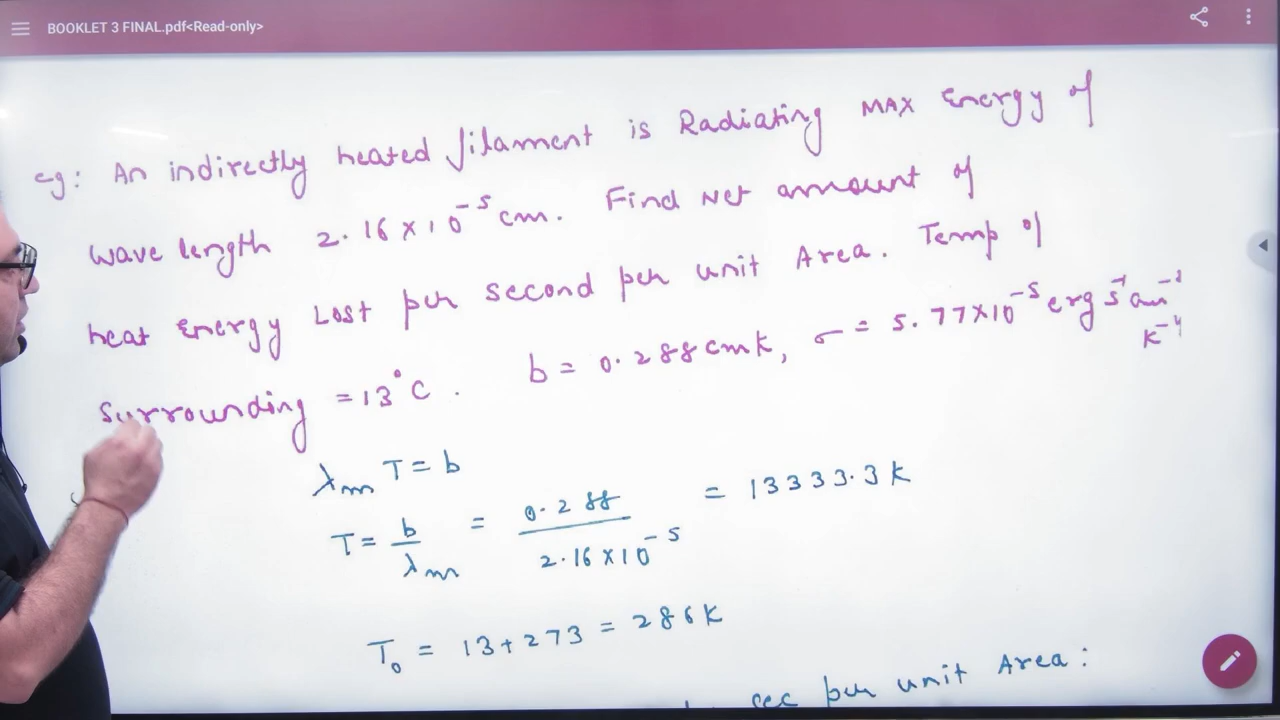 BOOKLET 3 FINAL.pdf<Read-only>
eg: An indirectly heated filament is Radiating MAX Energy of
wave length 2.16 × 10⁻⁵ cm. Find Net amount of
heat Energy Lost per second per unit Area. Temp of
Surrounding = 13°C. b = 0.288 cmk, σ = 5.77×10⁻⁵ erg s⁻¹ cm⁻²
K⁻⁴
λm T = b
T = b/λm = 0.288/2.16×10⁻⁵ = 13333.3 k
T₀ = 13+273 = 286k
sec per unit Area: